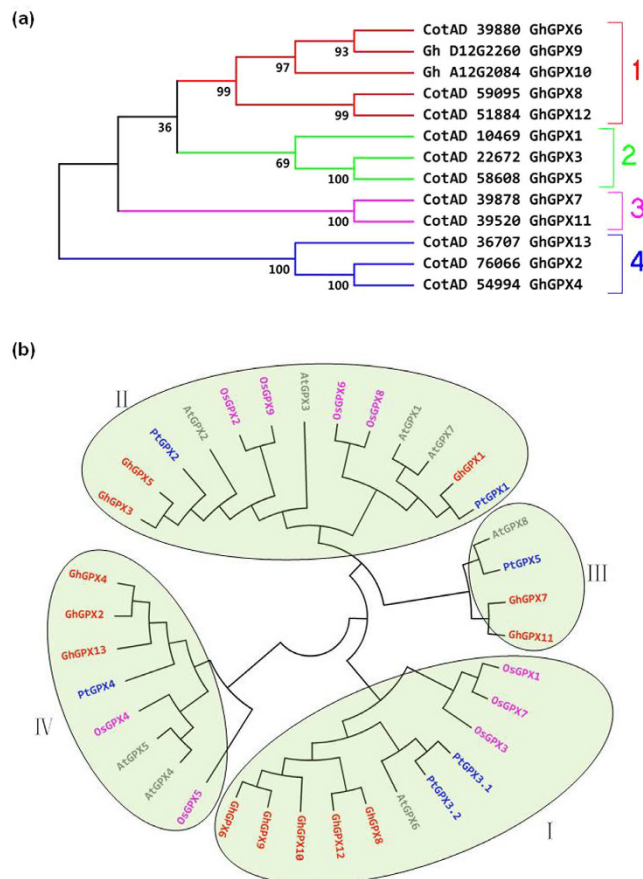 (a)
CotAD 39880 GhGPX6
Gh D12G2260 GhGPX9
Gh A12G2084 GhGPX10
CotAD 59095 GhGPX8
CotAD 51884 GhGPX12
CotAD 10469 GhGPX1
CotAD 22672 GhGPX3
CotAD 58608 GhGPX5
CotAD 39878 GhGPX7
CotAD 39520 GhGPX11
CotAD 36707 GhGPX13
CotAD 76066 GhGPX2
CotAD 54994 GhGPX4
93
97
99
99
36
69
100
100
100
100
1
2
3
4
(b)
II
GhGPX3
GhGPX5
PtGPX2
AtGPX2
OsGPX2
OsGPX9
AtGPX3
OsGPX6
OsGPX8
AtGPX1
AtGPX7
GhGPX1
PtGPX1
III
AtGPX8
PtGPX5
GhGPX7
GhGPX11
I
OsGPX1
OsGPX7
OsGPX3
PtGPX3.1
PtGPX3.2
AtGPX6
GhGPX8
GhGPX12
GhGPX10
GhGPX9
GhGPX6
IV
GhGPX4
GhGPX2
GhGPX13
PtGPX4
OsGPX4
AtGPX5
AtGPX4
OsGPX5